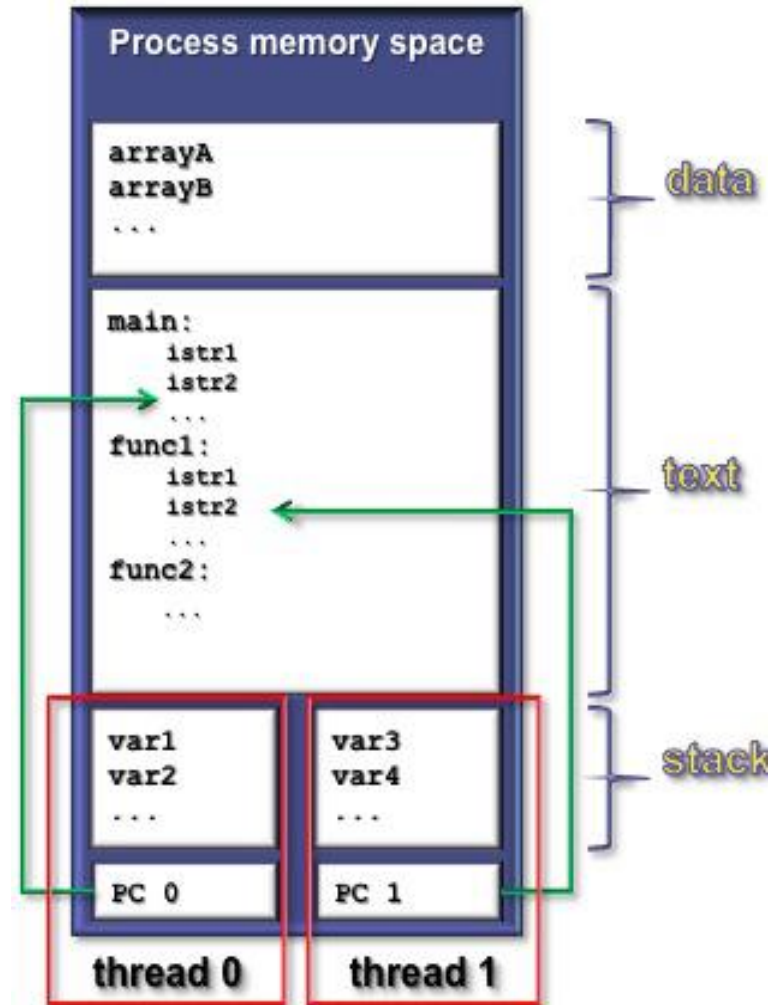 Process memory space
arrayA
arrayB
...
data
main:
istr1
istr2
...
func1:
istr1
istr2
...
func2:
...
text
var1
var2
...
var3
var4
...
stack
PC 0
PC 1
thread 0
thread 1